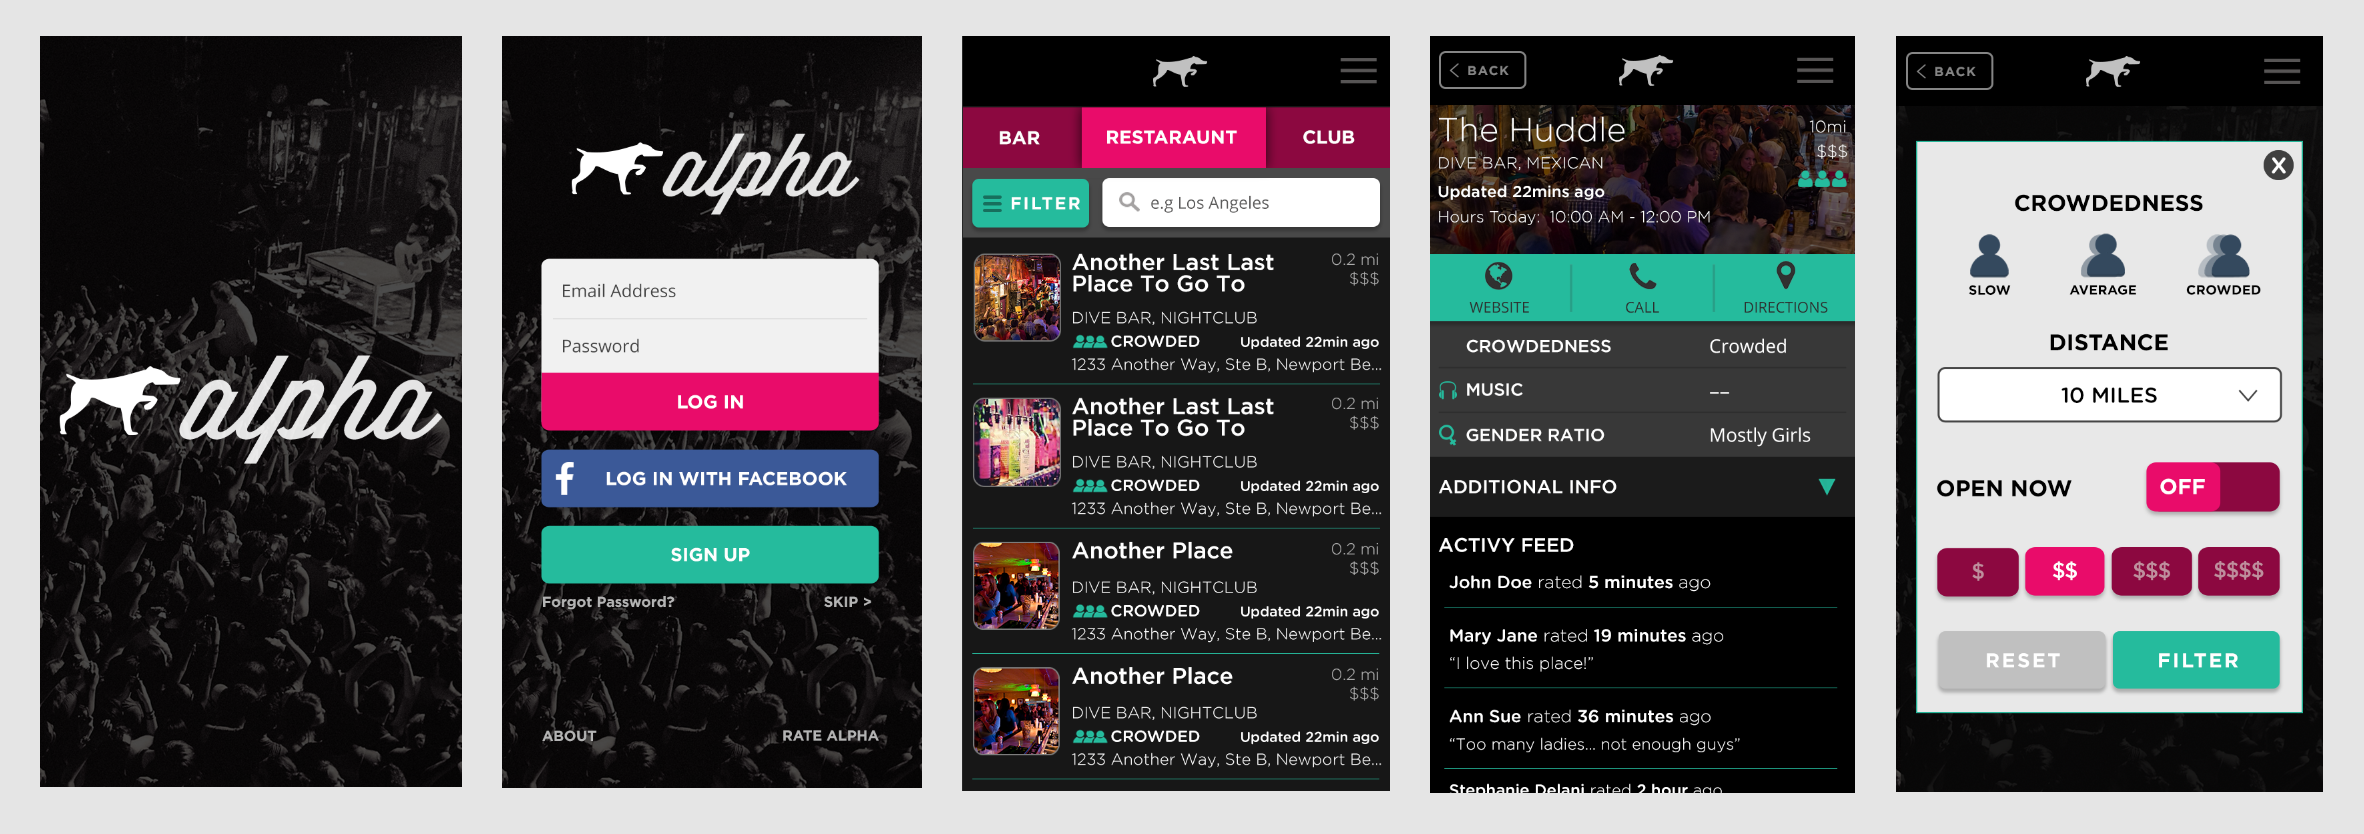 alpha
alpha
Email Address
Password
LOG IN
f LOG IN WITH FACEBOOK
SIGN UP
Forgot Password? SKIP >
ABOUT RATE ALPHA
BAR RESTARAUNT CLUB
FILTER e.g Los Angeles
Another Last Last 0.2 mi
Place To Go To $$$
DIVE BAR, NIGHTCLUB
CROWDED Updated 22min ago
1233 Another Way, Ste B, Newport Be...
Another Last Last 0.2 mi
Place To Go To $$$
DIVE BAR, NIGHTCLUB
CROWDED Updated 22min ago
1233 Another Way, Ste B, Newport Be...
Another Place 0.2 mi
$$$
DIVE BAR, NIGHTCLUB
CROWDED Updated 22min ago
1233 Another Way, Ste B, Newport Be...
Another Place 0.2 mi
$$$
DIVE BAR, NIGHTCLUB
CROWDED Updated 22min ago
1233 Another Way, Ste B, Newport Be...
< BACK
The Huddle 10mi
$$$
DIVE BAR, MEXICAN
Updated 22mins ago
Hours Today: 10:00 AM - 12:00 PM
WEBSITE CALL DIRECTIONS
CROWDEDNESS Crowded
MUSIC --
GENDER RATIO Mostly Girls
ADDITIONAL INFO
ACTIVY FEED
John Doe rated 5 minutes ago
Mary Jane rated 19 minutes ago
“I love this place!”
Ann Sue rated 36 minutes ago
“Too many ladies... not enough guys”
Stephanie Delani rated 2 hour ago
< BACK
X
CROWDEDNESS
SLOW AVERAGE CROWDED
DISTANCE
10 MILES
OPEN NOW OFF
$ $$ $$$ $$$$
RESET FILTER